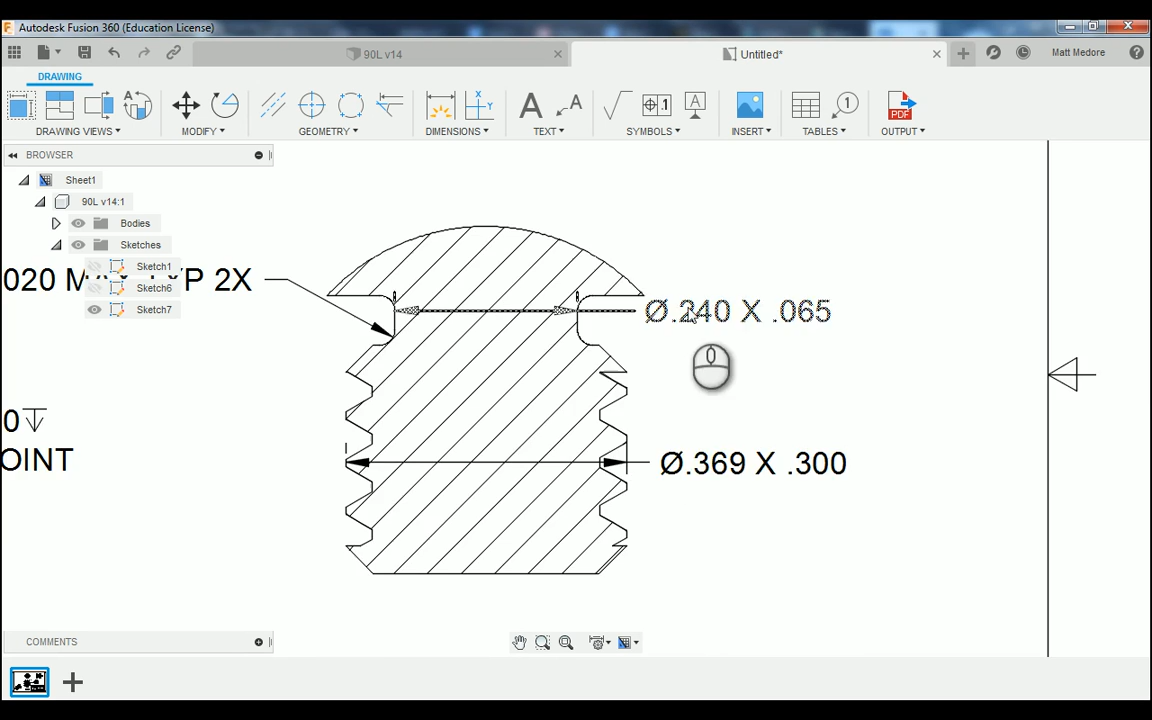 Autodesk Fusion 360 (Education License)
90L v14
Untitled*
Matt Medore
DRAWING
DRAWING VIEWS
MODIFY
GEOMETRY
DIMENSIONS
TEXT
SYMBOLS
INSERT
TABLES
OUTPUT
BROWSER
Sheet1
90L v14:1
Bodies
Sketches
Sketch1
Sketch6
Sketch7
020 MAX TYP 2X
Ø.240 X .065
0↧
OINT
Ø.369 X .300
COMMENTS